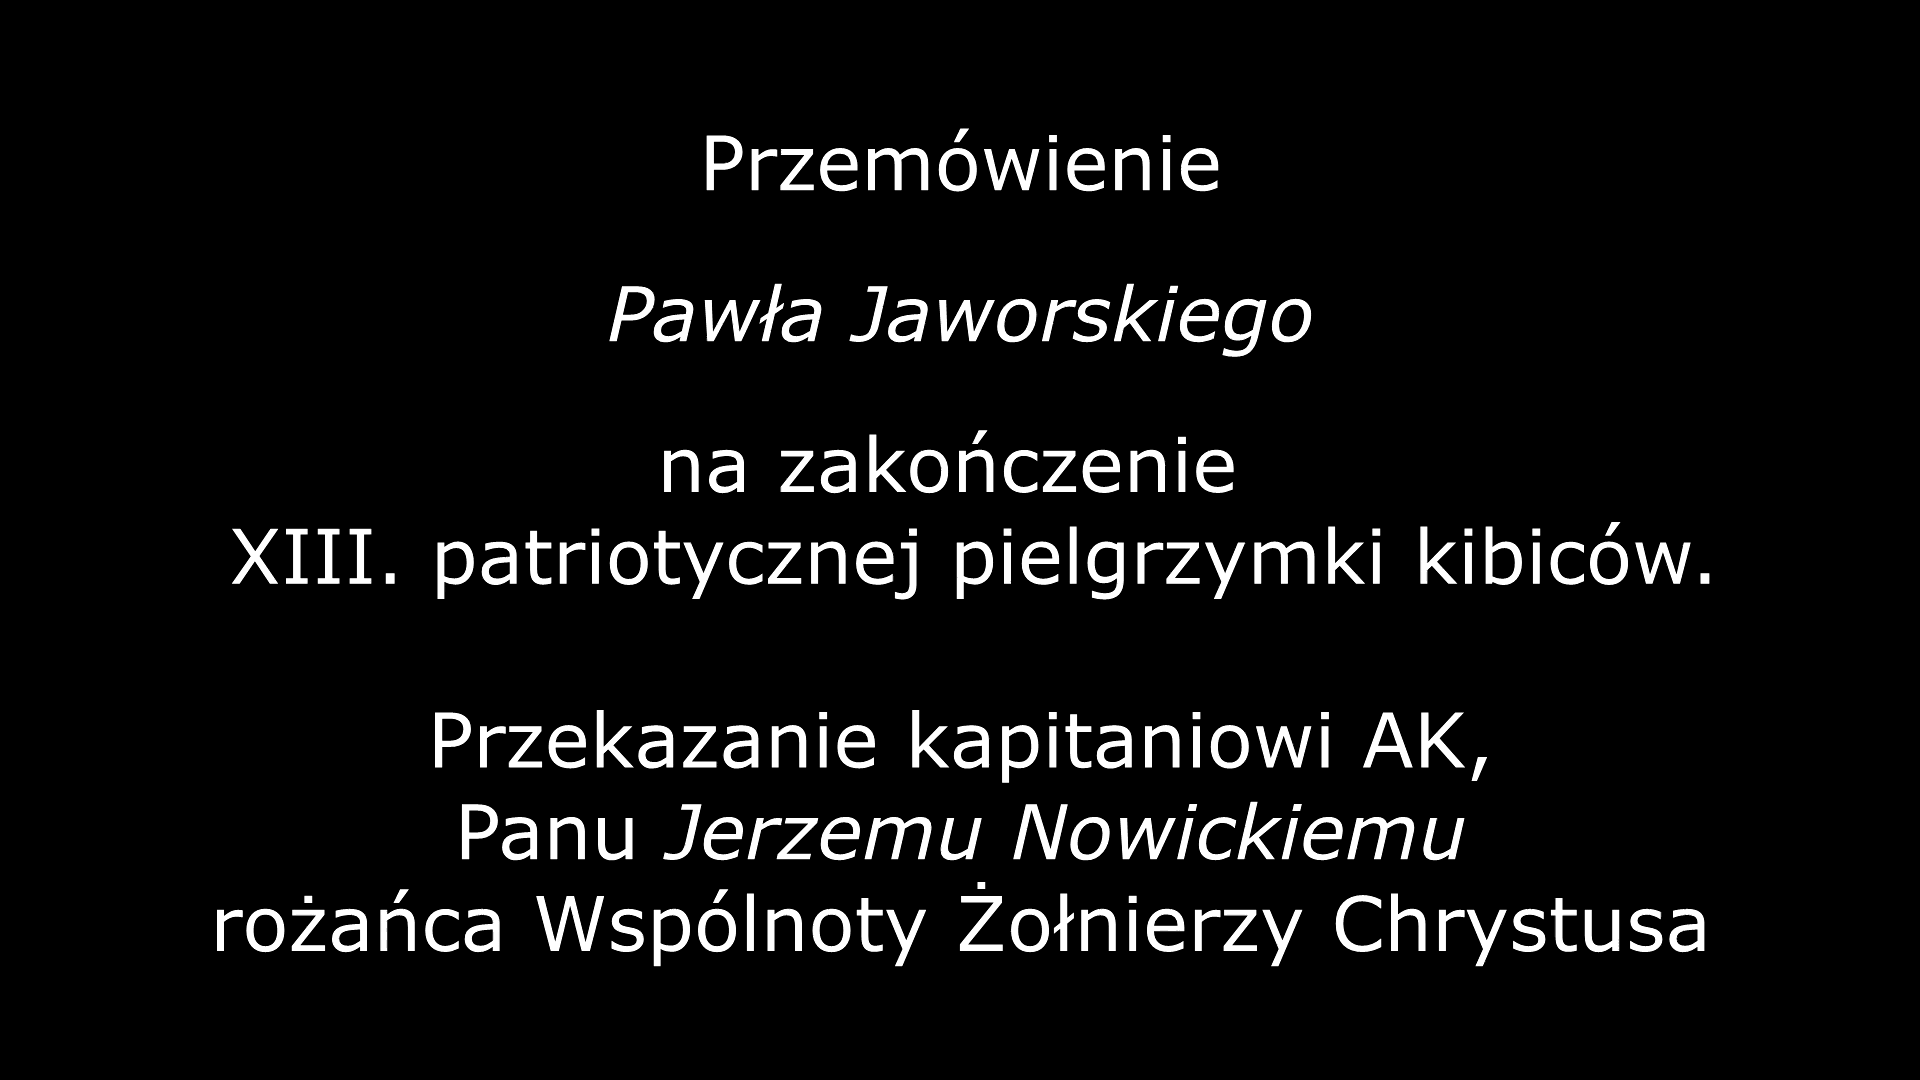 Przemówienie
Pawła Jaworskiego
na zakończenie
XIII. patriotycznej pielgrzymki kibiców.
Przekazanie kapitaniowi AK,
Panu Jerzemu Nowickiemu
rożańca Wspólnoty Żołnierzy Chrystusa